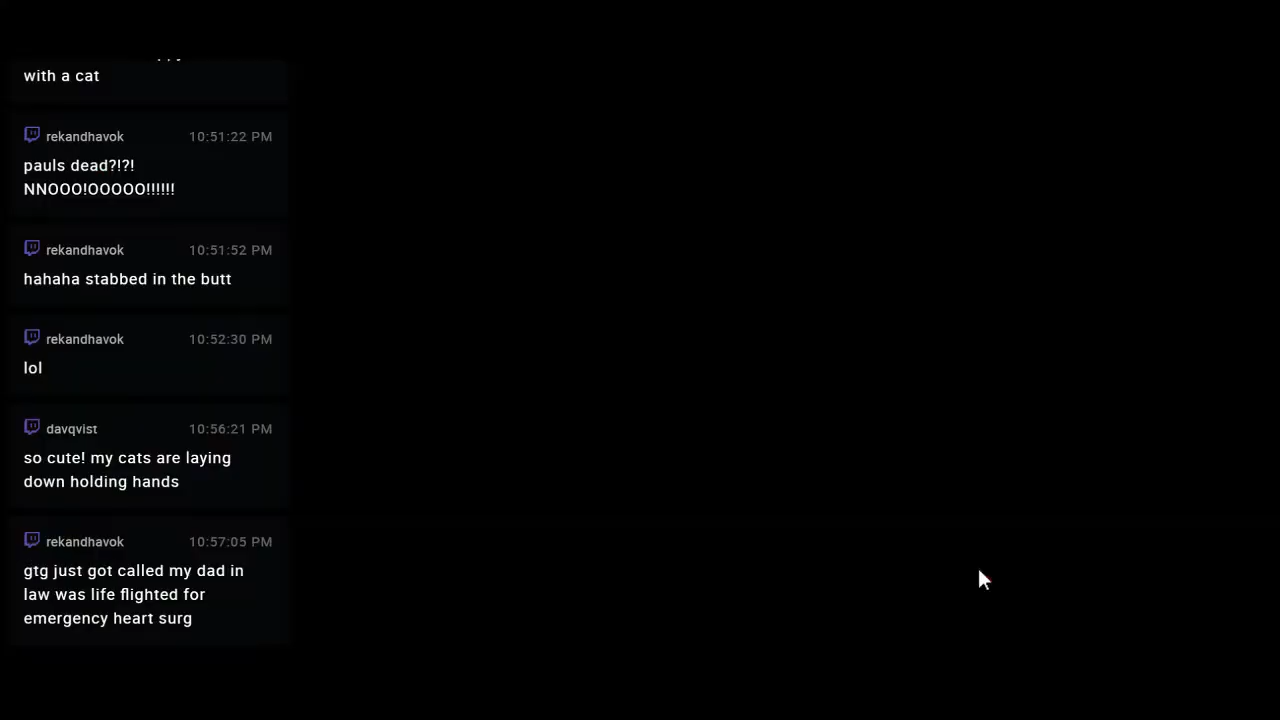 with a cat
rekandhavok 10:51:22 PM
pauls dead?!?!
NNOOO!OOOOO!!!!!!
rekandhavok 10:51:52 PM
hahaha stabbed in the butt
rekandhavok 10:52:30 PM
lol
davqvist 10:56:21 PM
so cute! my cats are laying
down holding hands
rekandhavok 10:57:05 PM
gtg just got called my dad in
law was life flighted for
emergency heart surg